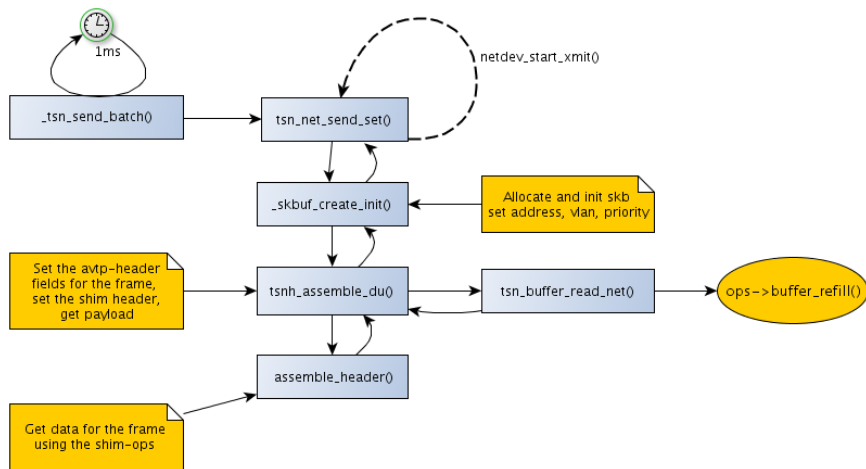 1ms
netdev_start_xmit()
_tsn_send_batch()
tsn_net_send_set()
_skbuf_create_init()
Allocate and init skb
set address, vlan, priority
Set the avtp-header
fields for the frame,
set the shim header,
get payload
tsnh_assemble_du()
tsn_buffer_read_net()
ops->buffer_refill()
assemble_header()
Get data for the frame
using the shim-ops